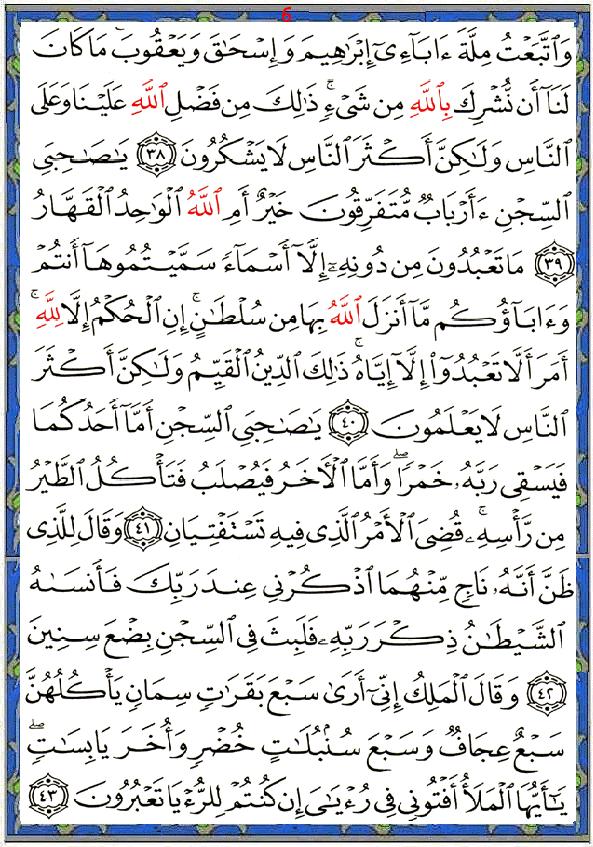 6
وَٱتَّبَعۡتُ مِلَّةَ ءَابَآءِيٓ إِبۡرَٰهِيمَ وَإِسۡحَٰقَ وَيَعۡقُوبَۚ مَا كَانَ
لَنَآ أَن نُّشۡرِكَ بِٱللَّهِ مِن شَيۡءٖۚ ذَٰلِكَ مِن فَضۡلِ ٱللَّهِ عَلَيۡنَا وَعَلَى
ٱلنَّاسِ وَلَٰكِنَّ أَكۡثَرَ ٱلنَّاسِ لَا يَشۡكُرُونَ ٣٨ يَٰصَٰحِبَيِ
ٱلسِّجۡنِ ءَأَرۡبَابٞ مُّتَفَرِّقُونَ خَيۡرٌ أَمِ ٱللَّهُ ٱلۡوَٰحِدُ ٱلۡقَهَّارُ
٣٩ مَا تَعۡبُدُونَ مِن دُونِهِۦٓ إِلَّآ أَسۡمَآءٗ سَمَّيۡتُمُوهَآ أَنتُمۡ
وَءَابَآؤُكُم مَّآ أَنزَلَ ٱللَّهُ بِهَا مِن سُلۡطَٰنٍۚ إِنِ ٱلۡحُكۡمُ إِلَّا لِلَّهِۚ
أَمَرَ أَلَّا تَعۡبُدُوٓاْ إِلَّآ إِيَّاهُۚ ذَٰلِكَ ٱلدِّينُ ٱلۡقَيِّمُ وَلَٰكِنَّ أَكۡثَرَ
ٱلنَّاسِ لَا يَعۡلَمُونَ ٤٠ يَٰصَٰحِبَيِ ٱلسِّجۡنِ أَمَّآ أَحَدُكُمَا
فَيَسۡقِي رَبَّهُۥ خَمۡرٗاۖ وَأَمَّا ٱلۡأٓخَرُ فَيُصۡلَبُ فَتَأۡكُلُ ٱلطَّيۡرُ
مِن رَّأۡسِهِۦۚ قُضِيَ ٱلۡأَمۡرُ ٱلَّذِي فِيهِ تَسۡتَفۡتِيَانِ ٤١ وَقَالَ لِلَّذِي
ظَنَّ أَنَّهُۥ نَاجٖ مِّنۡهُمَا ٱذۡكُرۡنِي عِندَ رَبِّكَ فَأَنسَىٰهُ
ٱلشَّيۡطَٰنُ ذِكۡرَ رَبِّهِۦ فَلَبِثَ فِي ٱلسِّجۡنِ بِضۡعَ سِنِينَ
٤٢ وَقَالَ ٱلۡمَلِكُ إِنِّيٓ أَرَىٰ سَبۡعَ بَقَرَٰتٖ سِمَانٖ يَأۡكُلُهُنَّ
سَبۡعٌ عِجَافٞ وَسَبۡعَ سُنۢبُلَٰتٍ خُضۡرٖ وَأُخَرَ يَابِسَٰتٖۖ
يَٰٓأَيُّهَا ٱلۡمَلَأُ أَفۡتُونِي فِي رُءۡيَٰيَ إِن كُنتُمۡ لِلرُّءۡيَا تَعۡبُرُونَ ٤٣